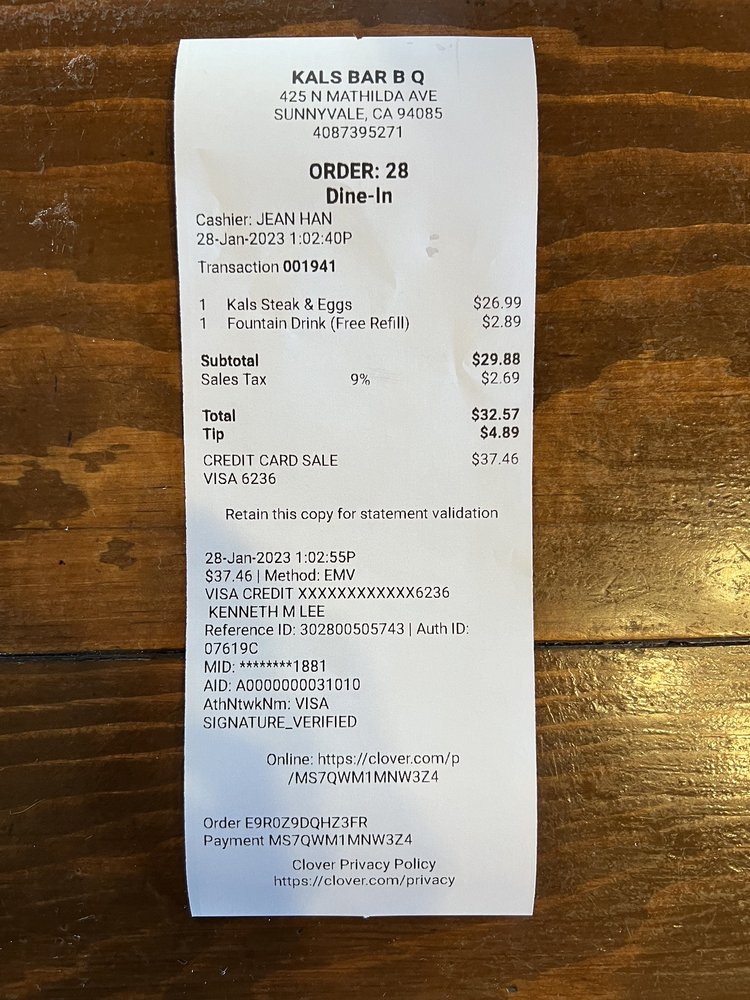 KALS BAR B Q
425 N MATHILDA AVE
SUNNYVALE, CA 94085
4087395271
ORDER: 28
Dine-In
Cashier: JEAN HAN
28-Jan-2023 1:02:40P
Transaction 001941
1 Kals Steak & Eggs $26.99
1 Fountain Drink (Free Refill) $2.89
Subtotal $29.88
Sales Tax 9% $2.69
Total $32.57
Tip $4.89
CREDIT CARD SALE $37.46
VISA 6236
Retain this copy for statement validation
28-Jan-2023 1:02:55P
$37.46 | Method: EMV
VISA CREDIT XXXXXXXXXXXX6236
KENNETH M LEE
Reference ID: 302800505743 | Auth ID:
07619C
MID: ********1881
AID: A0000000031010
AthNtwkNm: VISA
SIGNATURE_VERIFIED
Online: https://clover.com/p
/MS7QWM1MNW3Z4
Order E9R0Z9DQHZ3FR
Payment MS7QWM1MNW3Z4
Clover Privacy Policy
https://clover.com/privacy